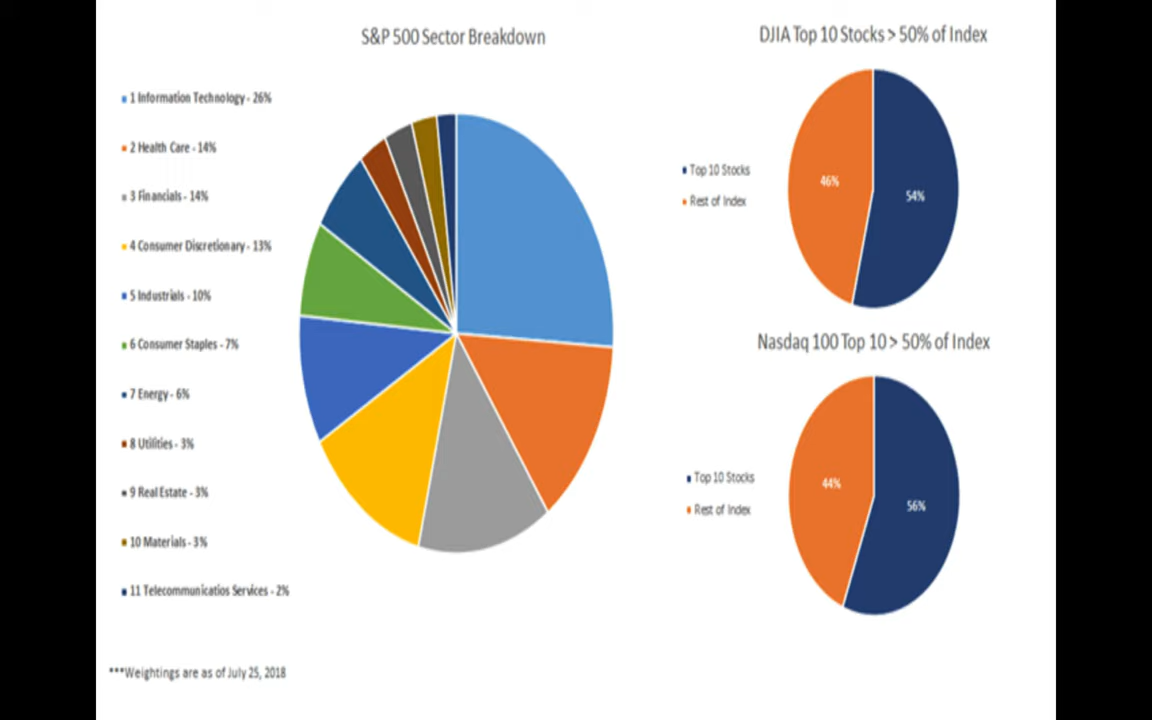 S&P 500 Sector Breakdown
1 Information Technology - 26%
2 Health Care - 14%
3 Financials - 14%
4 Consumer Discretionary - 13%
5 Industrials - 10%
6 Consumer Staples - 7%
7 Energy - 6%
8 Utilities - 3%
9 Real Estate - 3%
10 Materials - 3%
11 Telecommunicatios Services - 2%
***Weightings are as of July 25, 2018
DJIA Top 10 Stocks > 50% of Index
Top 10 Stocks
Rest of Index
46%
54%
Nasdaq 100 Top 10 > 50% of Index
Top 10 Stocks
Rest of Index
44%
56%